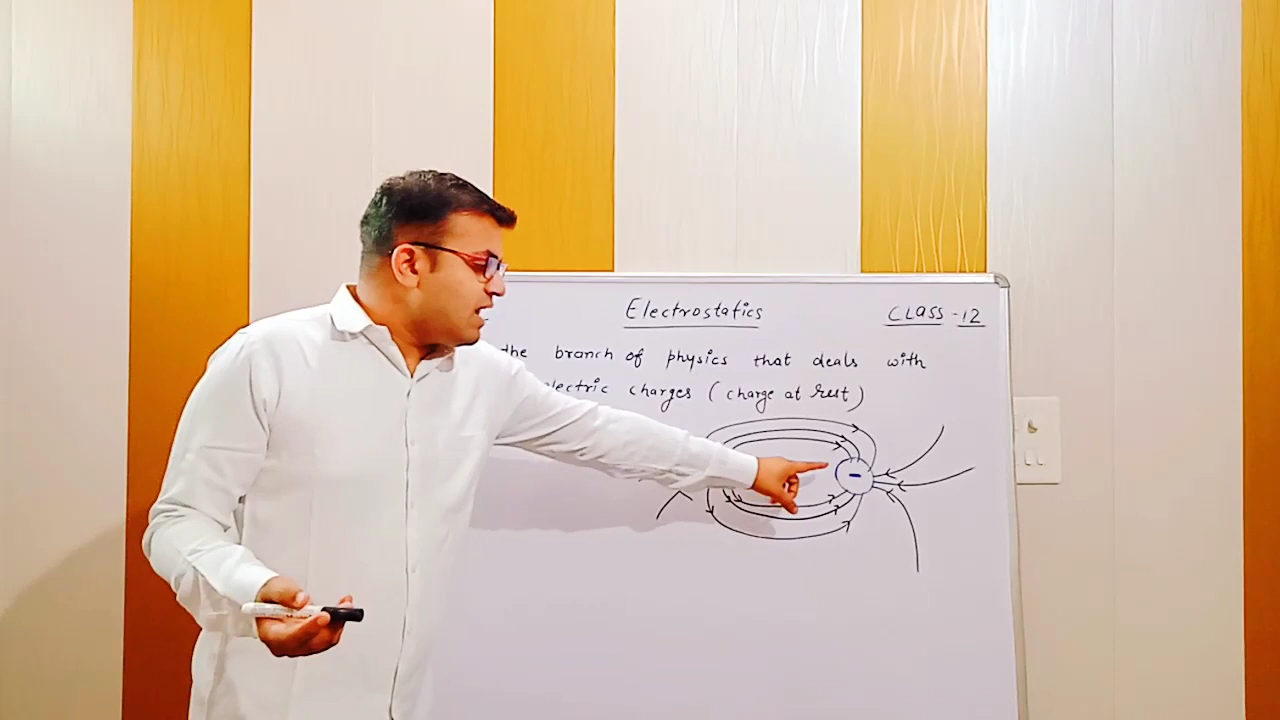 Electrostatics
CLASS - 12
the branch of physics that deals with
electric charges (charge at rest)
-